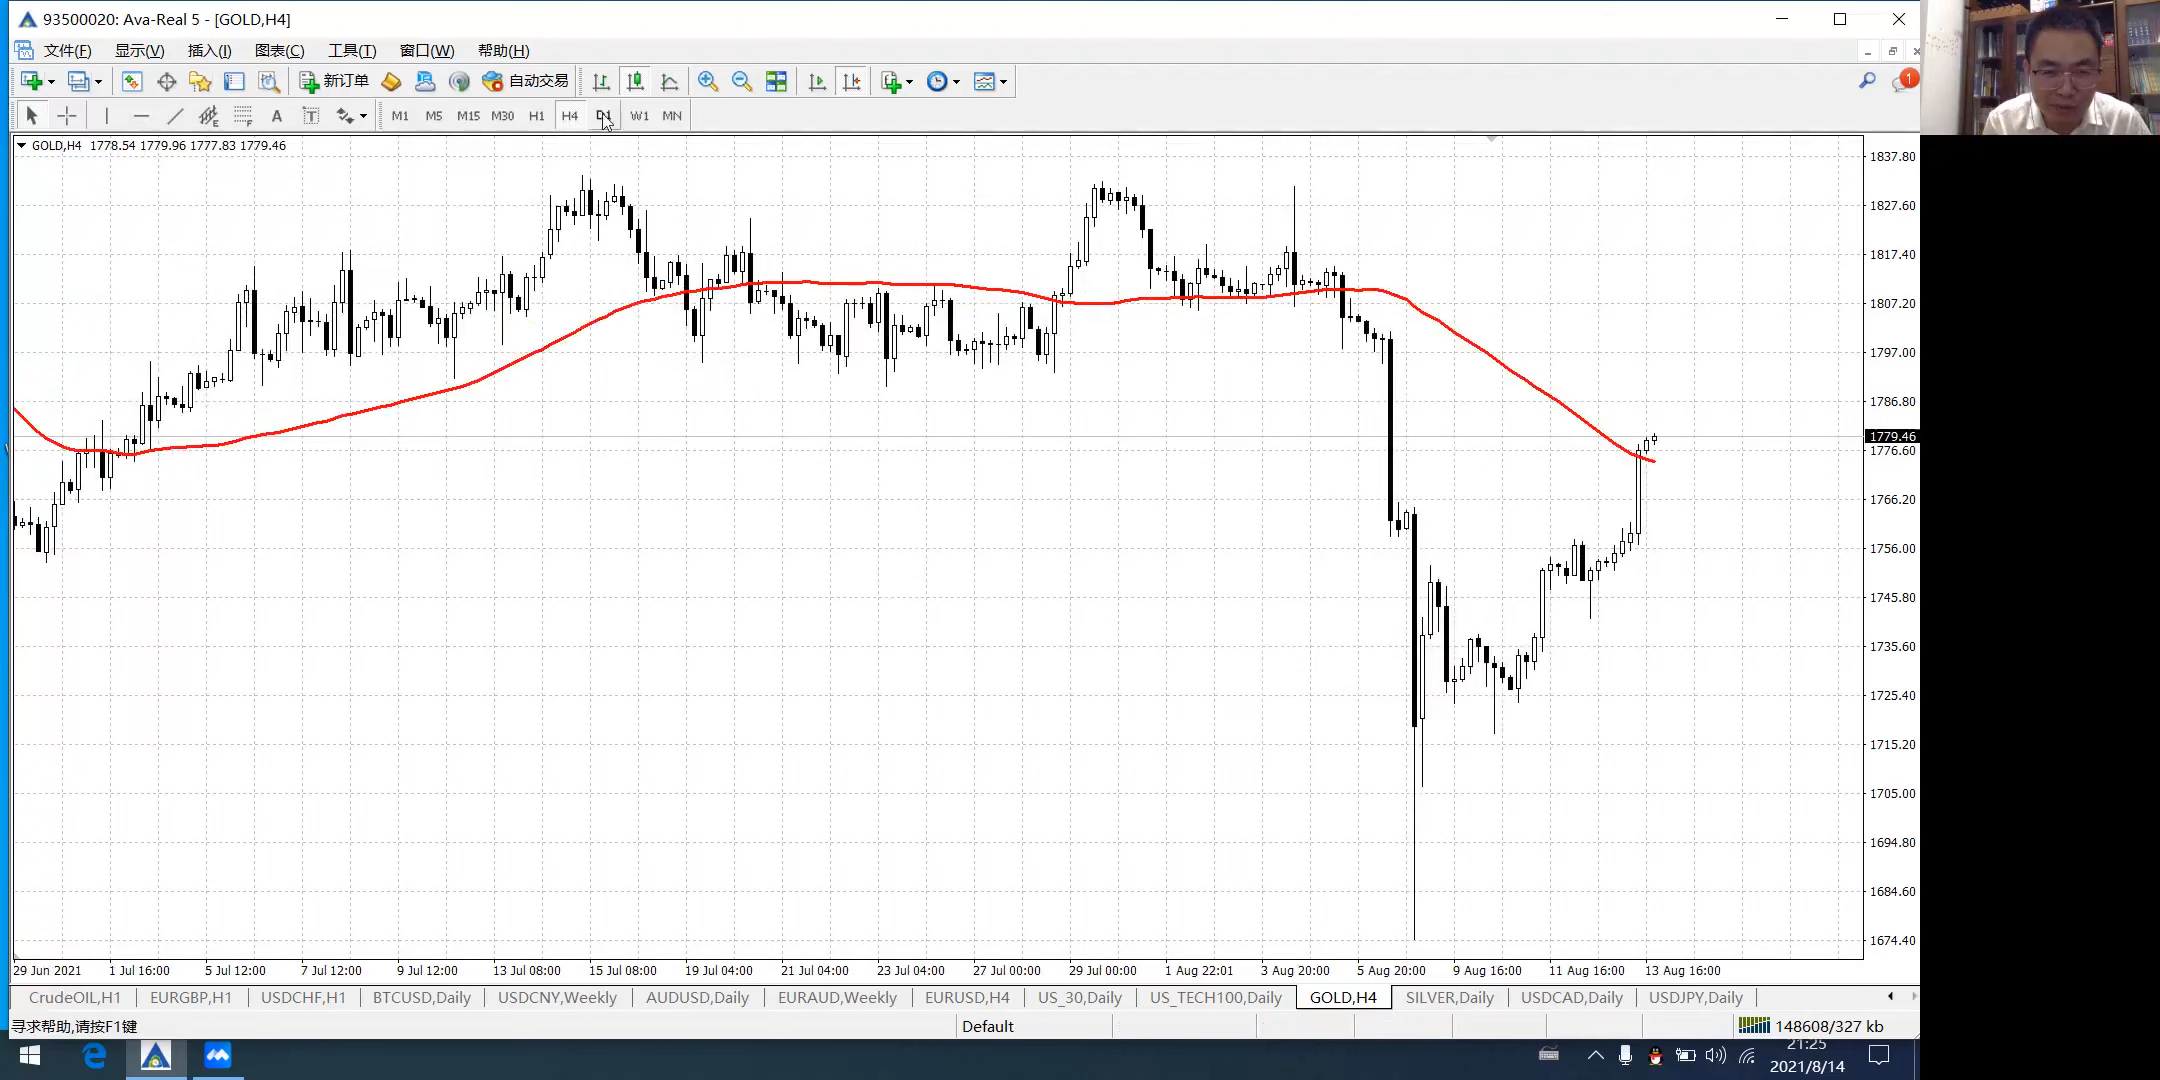 93500020: Ava-Real 5 - [GOLD,H4]
文件(F) 显示(V) 插入(I) 图表(C) 工具(T) 窗口(W) 帮助(H)
新订单 自动交易 1
A T E F M1 M5 M15 M30 H1 H4 D1 W1 MN
GOLD,H4 1778.54 1779.96 1777.83 1779.46
1837.80
1827.60
1817.40
1807.20
1797.00
1786.80
1779.46
1776.60
1766.20
1756.00
1745.80
1735.60
1725.40
1715.20
1705.00
1694.80
1684.60
1674.40
29 Jun 2021 1 Jul 16:00 5 Jul 12:00 7 Jul 12:00 9 Jul 12:00 13 Jul 08:00 15 Jul 08:00 19 Jul 04:00 21 Jul 04:00 23 Jul 04:00 27 Jul 00:00 29 Jul 00:00 1 Aug 22:01 3 Aug 20:00 5 Aug 20:00 9 Aug 16:00 11 Aug 16:00 13 Aug 16:00
CrudeOIL,H1 EURGBP,H1 USDCHF,H1 BTCUSD,Daily USDCNY,Weekly AUDUSD,Daily EURAUD,Weekly EURUSD,H4 US_30,Daily US_TECH100,Daily GOLD,H4 SILVER,Daily USDCAD,Daily USDJPY,Daily
寻求帮助,请按F1键 Default 148608/327 kb
21:25
2021/8/14